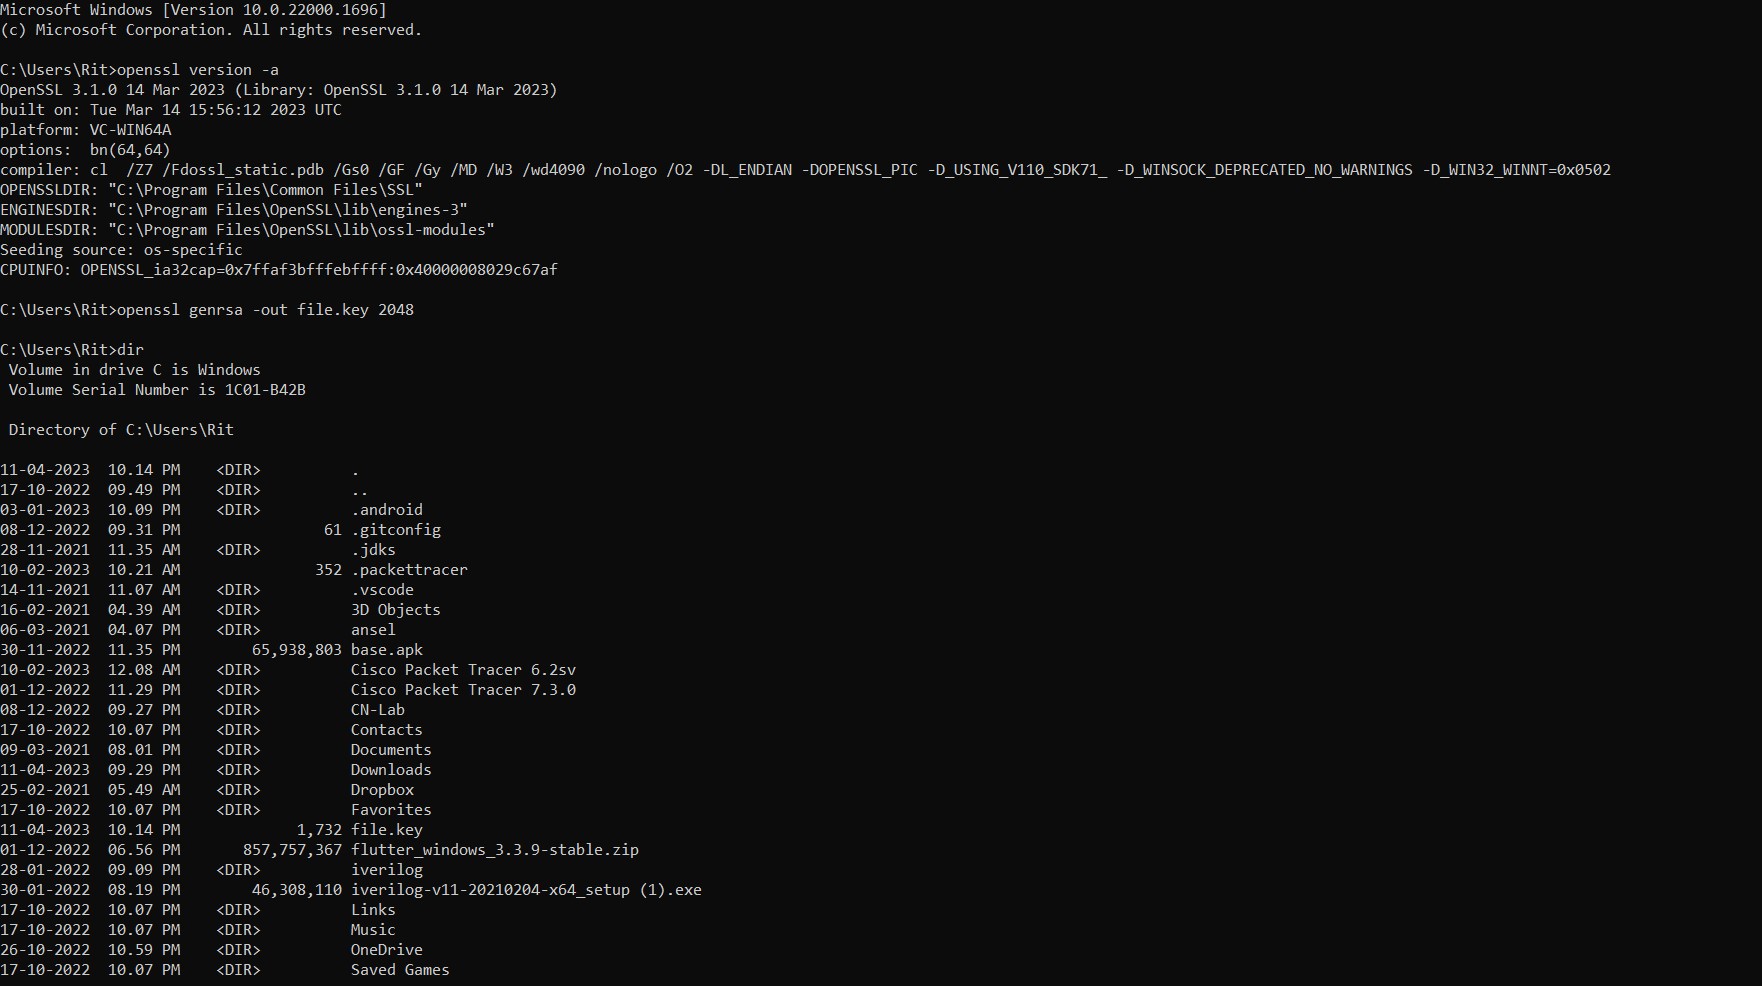 Microsoft Windows [Version 10.0.22000.1696]
(c) Microsoft Corporation. All rights reserved.

C:\Users\Rit>openssl version -a
OpenSSL 3.1.0 14 Mar 2023 (Library: OpenSSL 3.1.0 14 Mar 2023)
built on: Tue Mar 14 15:56:12 2023 UTC
platform: VC-WIN64A
options:  bn(64,64)
compiler: cl  /Z7 /Fdossl_static.pdb /Gs0 /GF /Gy /MD /W3 /wd4090 /nologo /O2 -DL_ENDIAN -DOPENSSL_PIC -D_USING_V110_SDK71_ -D_WINSOCK_DEPRECATED_NO_WARNINGS -D_WIN32_WINNT=0x0502
OPENSSLDIR: "C:\Program Files\Common Files\SSL"
ENGINESDIR: "C:\Program Files\OpenSSL\lib\engines-3"
MODULESDIR: "C:\Program Files\OpenSSL\lib\ossl-modules"
Seeding source: os-specific
CPUINFO: OPENSSL_ia32cap=0x7ffaf3bfffebffff:0x40000008029c67af

C:\Users\Rit>openssl genrsa -out file.key 2048

C:\Users\Rit>dir
 Volume in drive C is Windows
 Volume Serial Number is 1C01-B42B

 Directory of C:\Users\Rit

11-04-2023  10.14 PM    <DIR>          .
17-10-2022  09.49 PM    <DIR>          ..
03-01-2023  10.09 PM    <DIR>          .android
08-12-2022  09.31 PM                61 .gitconfig
28-11-2021  11.35 AM    <DIR>          .jdks
10-02-2023  10.21 AM               352 .packettracer
14-11-2021  11.07 AM    <DIR>          .vscode
16-02-2021  04.39 AM    <DIR>          3D Objects
06-03-2021  04.07 PM    <DIR>          ansel
30-11-2022  11.35 PM        65,938,803 base.apk
10-02-2023  12.08 AM    <DIR>          Cisco Packet Tracer 6.2sv
01-12-2022  11.29 PM    <DIR>          Cisco Packet Tracer 7.3.0
08-12-2022  09.27 PM    <DIR>          CN-Lab
17-10-2022  10.07 PM    <DIR>          Contacts
09-03-2021  08.01 PM    <DIR>          Documents
11-04-2023  09.29 PM    <DIR>          Downloads
25-02-2021  05.49 AM    <DIR>          Dropbox
17-10-2022  10.07 PM    <DIR>          Favorites
11-04-2023  10.14 PM             1,732 file.key
01-12-2022  06.56 PM       857,757,367 flutter_windows_3.3.9-stable.zip
28-01-2022  09.09 PM    <DIR>          iverilog
30-01-2022  08.19 PM        46,308,110 iverilog-v11-20210204-x64_setup (1).exe
17-10-2022  10.07 PM    <DIR>          Links
17-10-2022  10.07 PM    <DIR>          Music
26-10-2022  10.59 PM    <DIR>          OneDrive
17-10-2022  10.07 PM    <DIR>          Saved Games